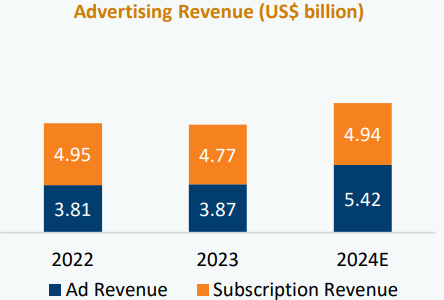 Advertising Revenue (US$ billion)
4.95
4.77
4.94
3.81
3.87
5.42
2022
2023
2024E
Ad Revenue
Subscription Revenue